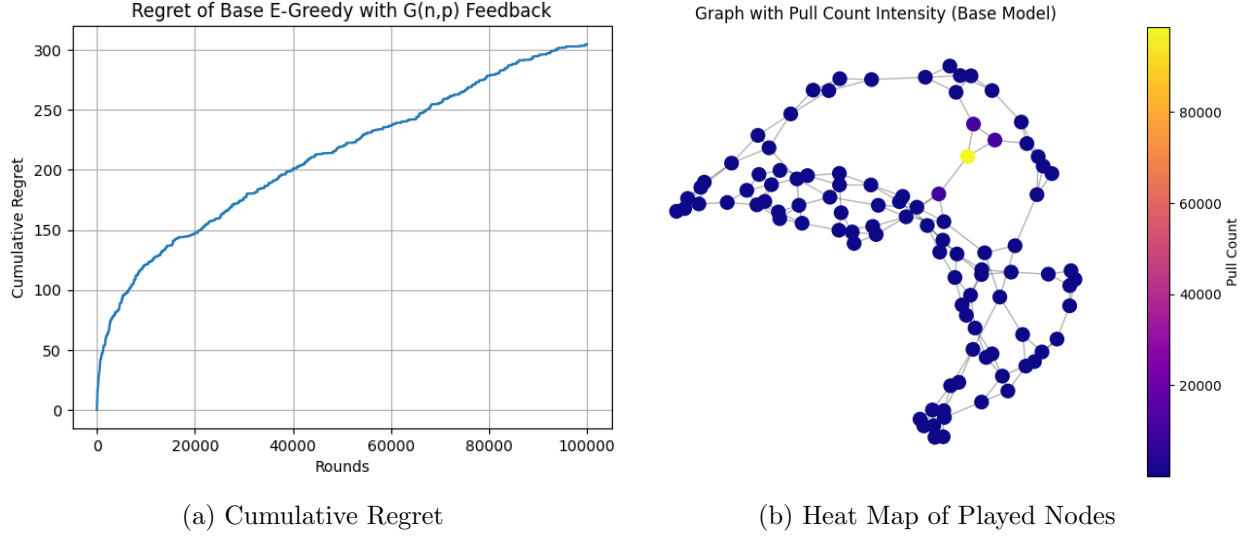 Regret of Base E-Greedy with G(n,p) Feedback
300
250
200
150
100
50
0
Cumulative Regret
0 20000 40000 60000 80000 100000
Rounds
(a) Cumulative Regret
Graph with Pull Count Intensity (Base Model)
80000
60000
40000
20000
Pull Count
(b) Heat Map of Played Nodes